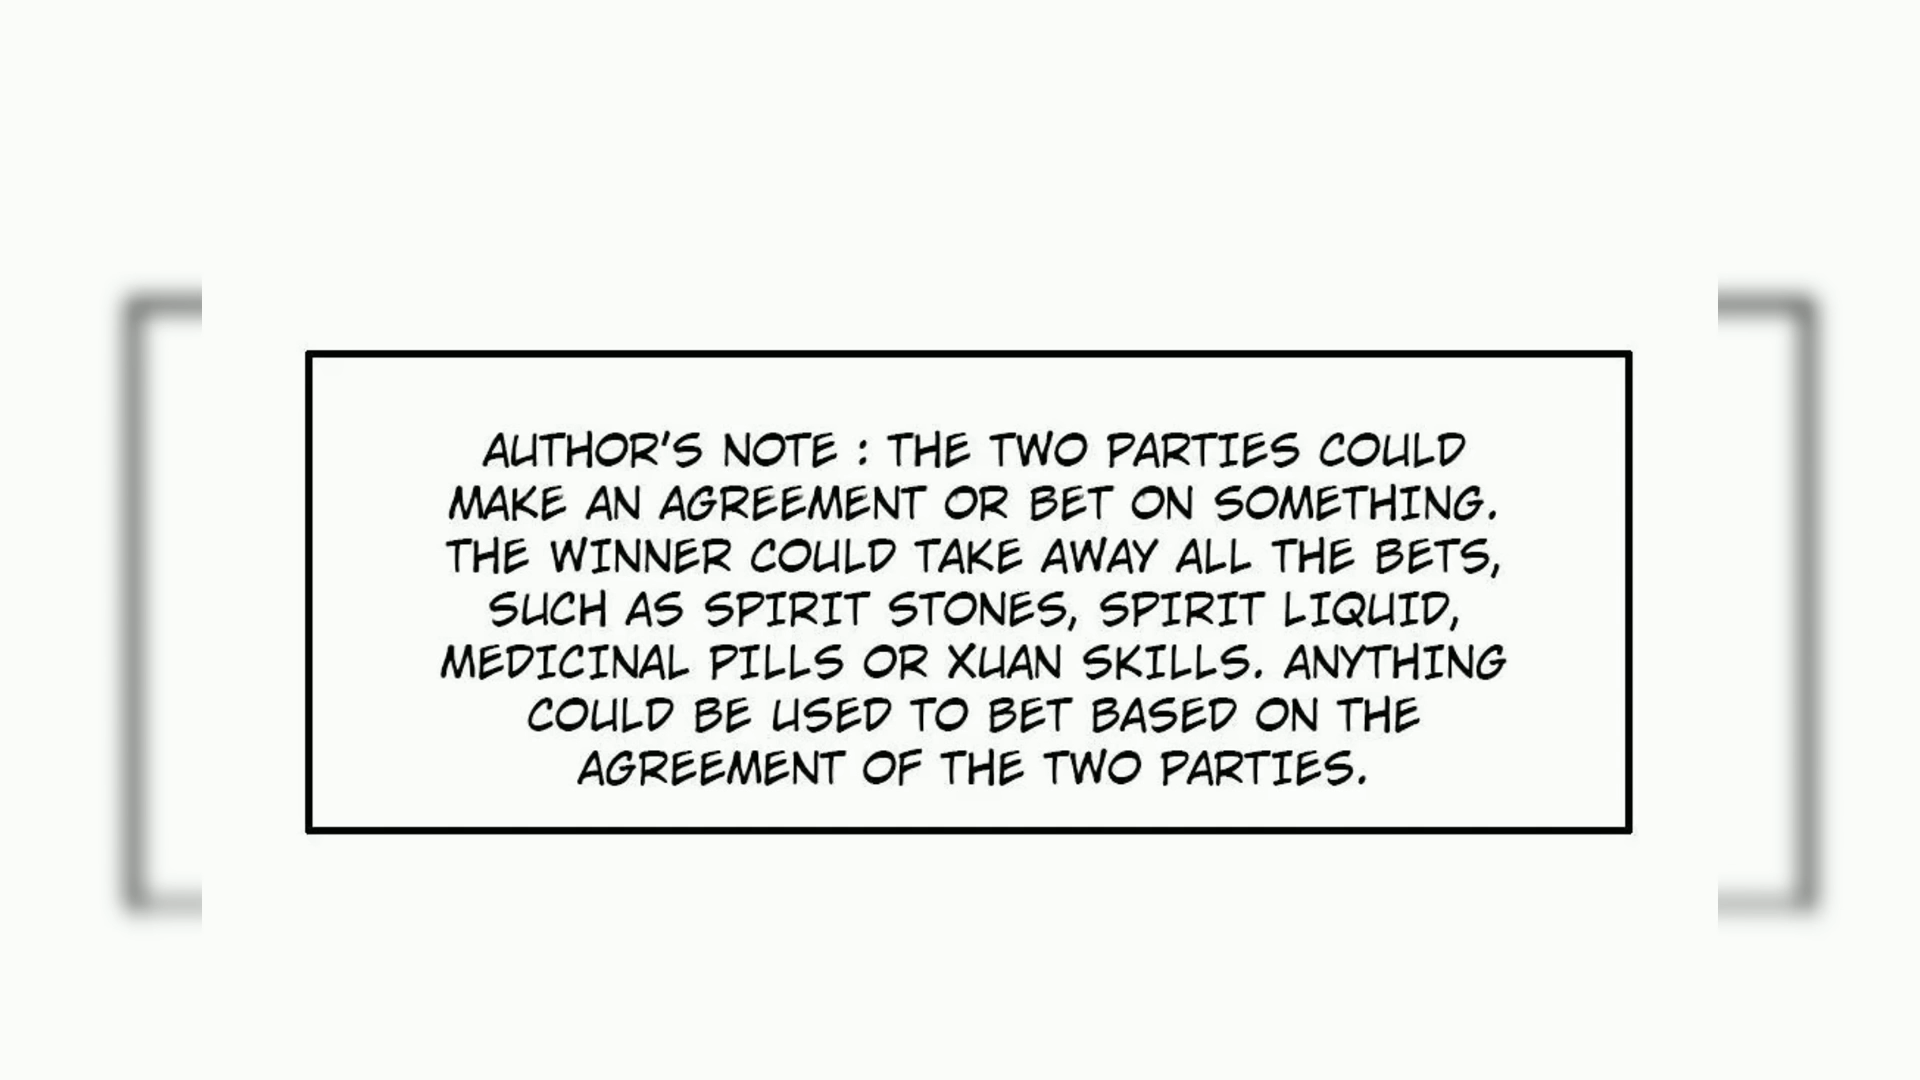 AUTHOR'S NOTE : THE TWO PARTIES COULD
MAKE AN AGREEMENT OR BET ON SOMETHING.
THE WINNER COULD TAKE AWAY ALL THE BETS,
SUCH AS SPIRIT STONES, SPIRIT LIQUID,
MEDICINAL PILLS OR XUAN SKILLS. ANYTHING
COULD BE USED TO BET BASED ON THE
AGREEMENT OF THE TWO PARTIES.